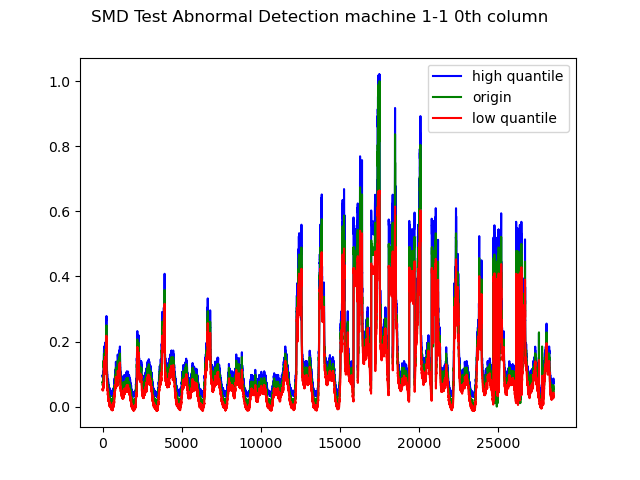 SMD Test Abnormal Detection machine 1-1 0th column
high quantile
origin
low quantile
1.0
0.8
0.6
0.4
0.2
0.0
0 5000 10000 15000 20000 25000